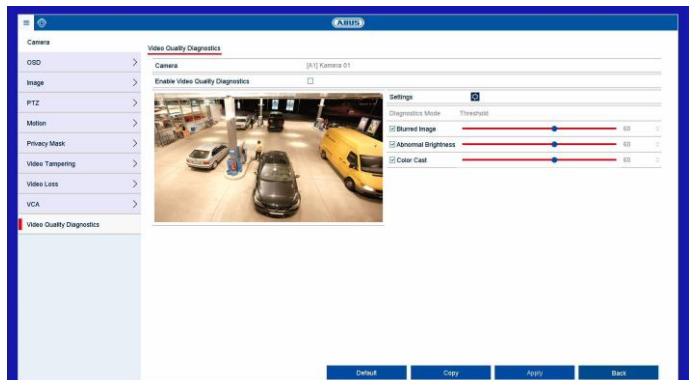 ABUS
Camera
Video Quality Diagnostics
OSD
Camera [A1] Kamera 01
Image
Enable Video Quality Diagnostics
PTZ
Settings
Motion
Diagnostics Mode Threshold
Privacy Mask
Blurred Image 60
Video Tampering
Abnormal Brightness 60
Video Loss
Color Cast 60
VCA
Video Quality Diagnostics
Default Copy Apply Back